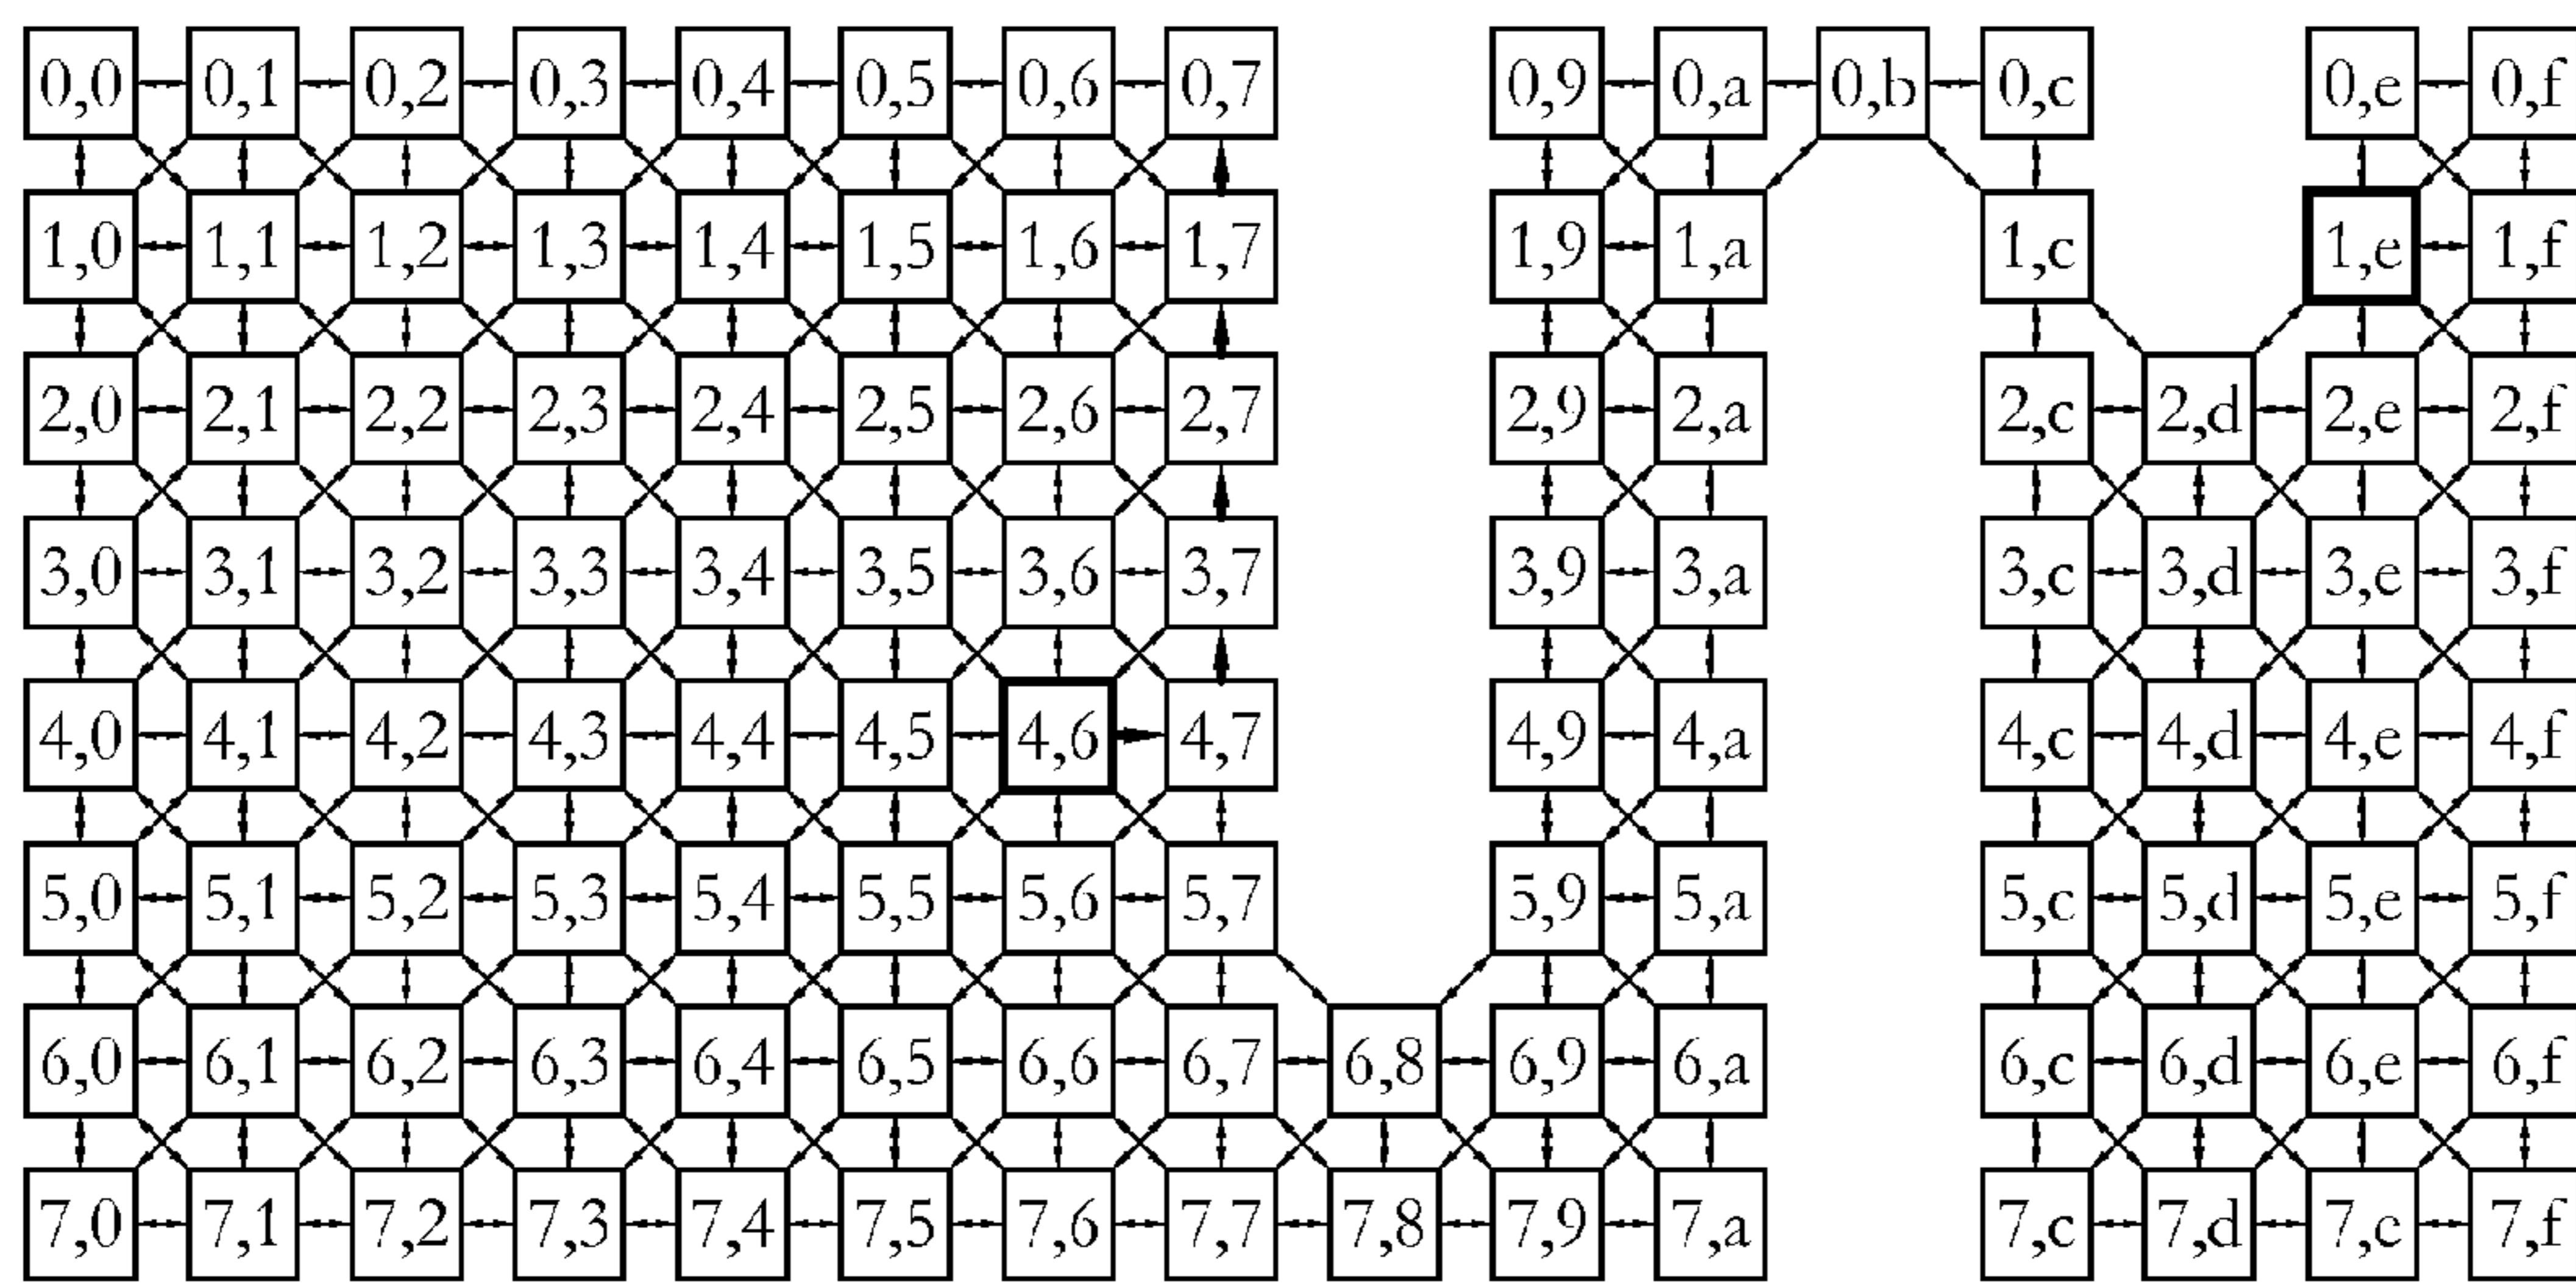 0,0 0,1 0,2 0,3 0,4 0,5 0,6 0,7 0,9 0,a 0,b 0,c 0,e 0,f
1,0 1,1 1,2 1,3 1,4 1,5 1,6 1,7 1,9 1,a 1,c 1,e 1,f
2,0 2,1 2,2 2,3 2,4 2,5 2,6 2,7 2,9 2,a 2,c 2,d 2,e 2,f
3,0 3,1 3,2 3,3 3,4 3,5 3,6 3,7 3,9 3,a 3,c 3,d 3,e 3,f
4,0 4,1 4,2 4,3 4,4 4,5 4,6 4,7 4,9 4,a 4,c 4,d 4,e 4,f
5,0 5,1 5,2 5,3 5,4 5,5 5,6 5,7 5,9 5,a 5,c 5,d 5,e 5,f
6,0 6,1 6,2 6,3 6,4 6,5 6,6 6,7 6,8 6,9 6,a 6,c 6,d 6,e 6,f
7,0 7,1 7,2 7,3 7,4 7,5 7,6 7,7 7,8 7,9 7,a 7,c 7,d 7,e 7,f